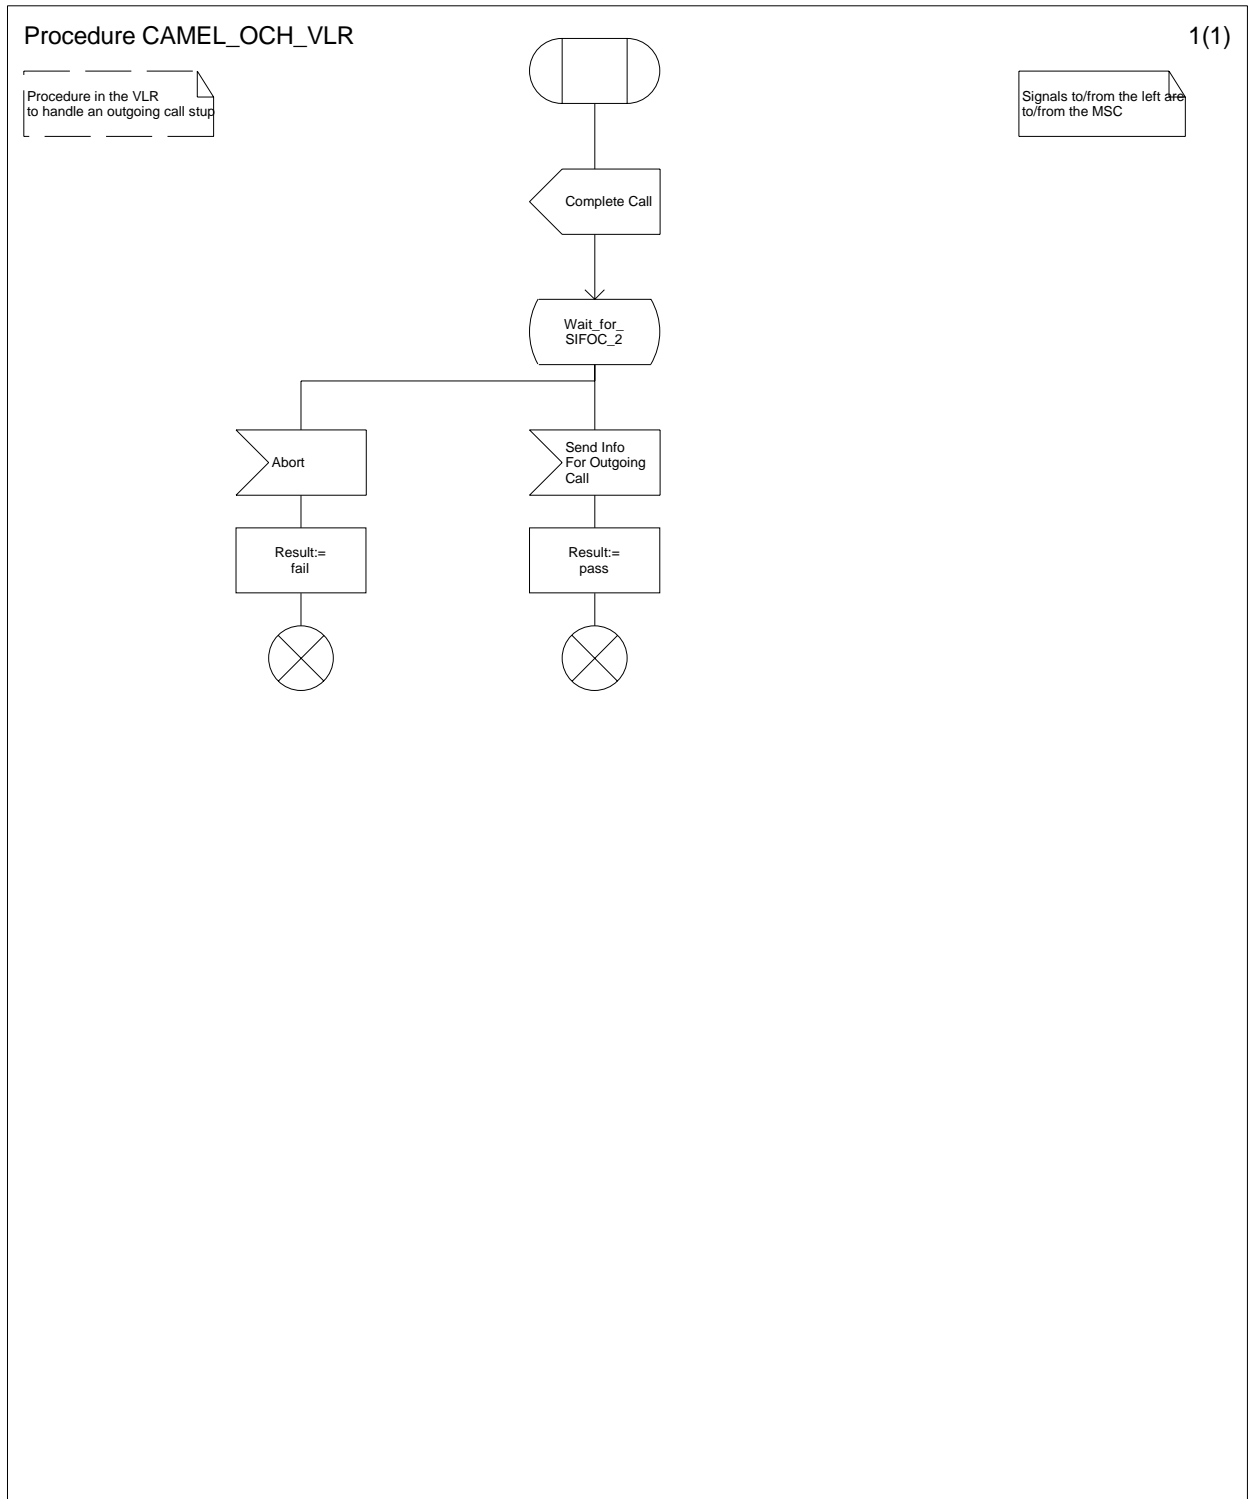 Procedure CAMEL_OCH_VLR
1(1)
Procedure in the VLR
to handle an outgoing call stup
Signals to/from the left are
to/from the MSC
Complete Call
Wait_for_
SIFOC_2
Abort
Send Info
For Outgoing
Call
Result:=
fail
Result:=
pass